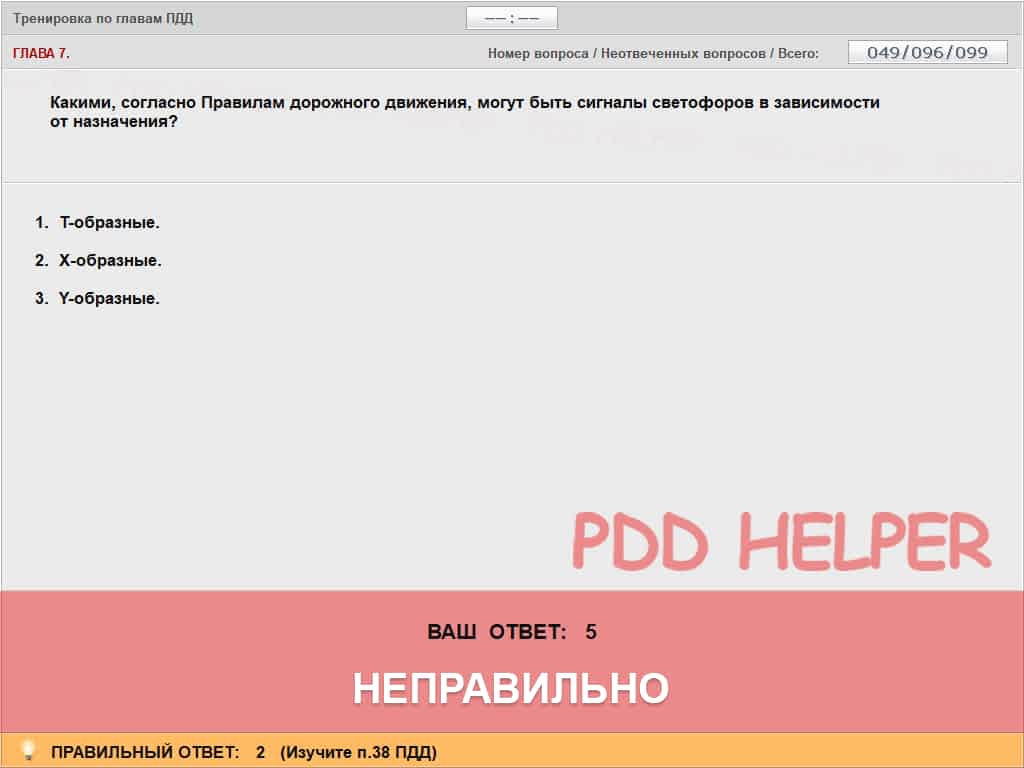 Тренировка по главам ПДД
–– : ––
ГЛАВА 7.
Номер вопроса / Неотвеченных вопросов / Всего:
049/096/099
Какими, согласно Правилам дорожного движения, могут быть сигналы светофоров в зависимости
от назначения?
1. Т-образные.
2. Х-образные.
3. Y-образные.
PDD HELPER
ВАШ ОТВЕТ: 5
НЕПРАВИЛЬНО
ПРАВИЛЬНЫЙ ОТВЕТ: 2 (Изучите п.38 ПДД)